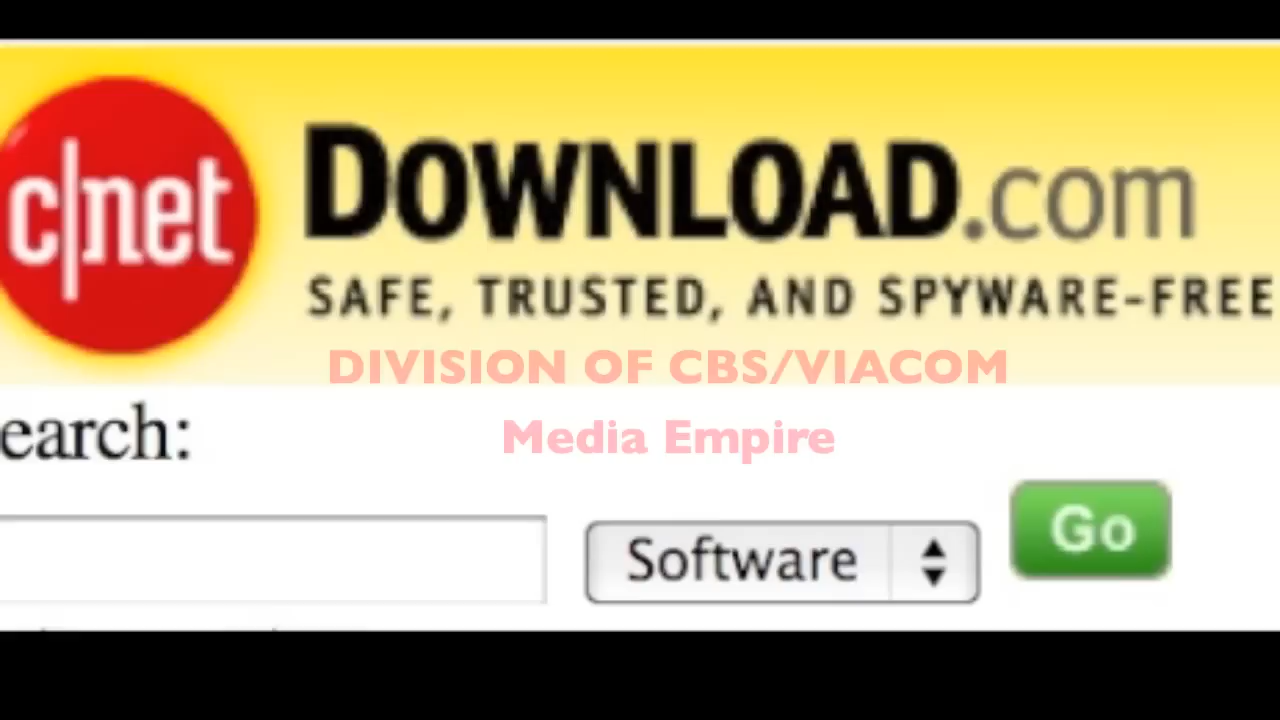 c|net
DOWNLOAD.com
SAFE, TRUSTED, AND SPYWARE-FREE
DIVISION OF CBS/VIACOM
Media Empire
earch:
Software
Go